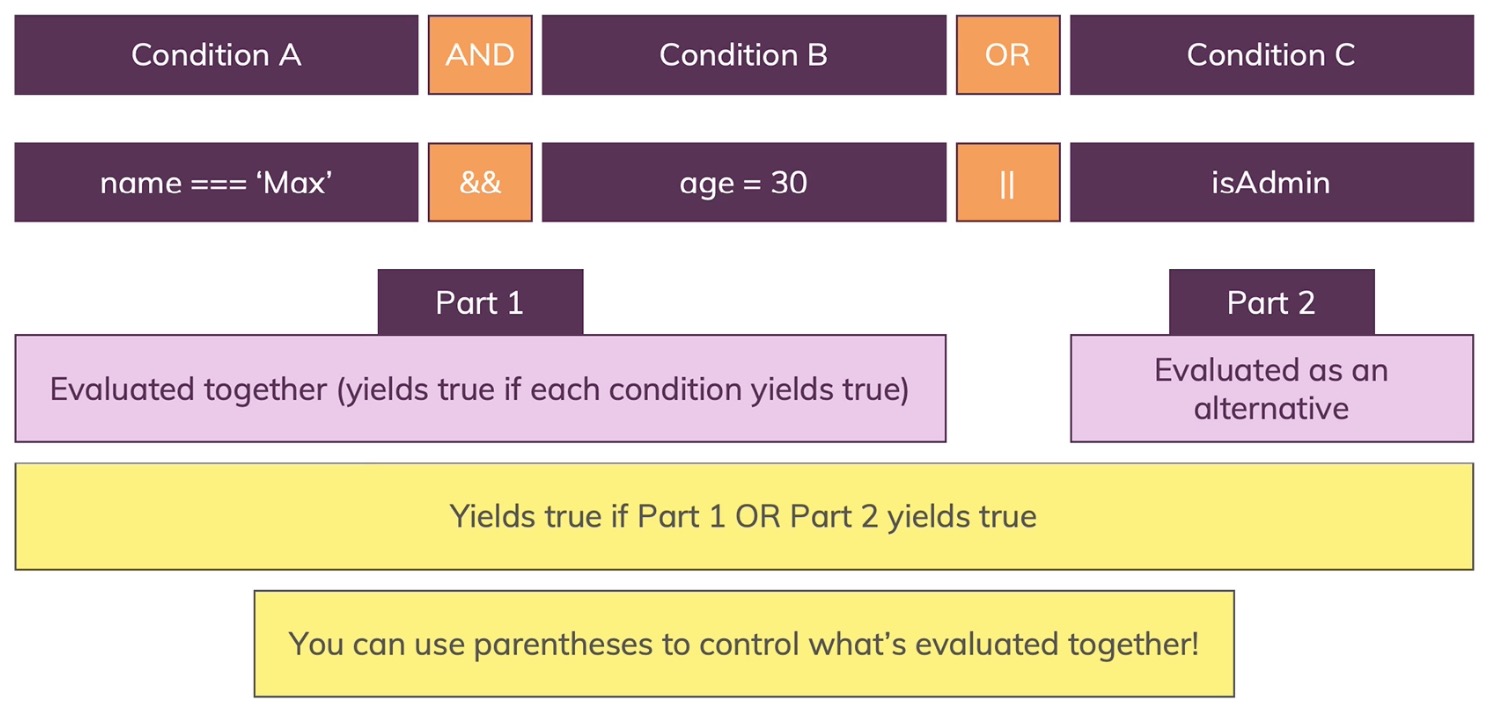 Condition A AND Condition B OR Condition C
name === ‘Max’ && age = 30 || isAdmin
Part 1
Part 2
Evaluated together (yields true if each condition yields true)
Evaluated as an
alternative
Yields true if Part 1 OR Part 2 yields true
You can use parentheses to control what’s evaluated together!